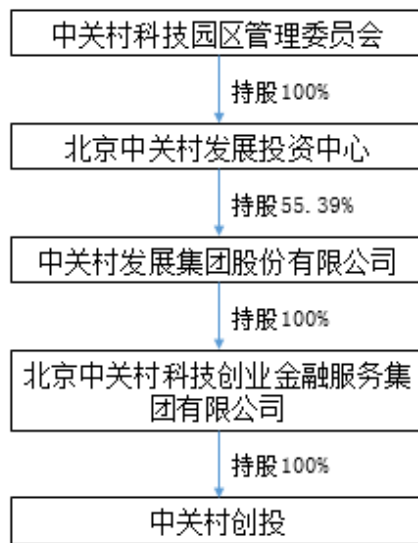 中关村科技园区管理委员会
持股100%
北京中关村发展投资中心
持股55.39%
中关村发展集团股份有限公司
持股100%
北京中关村科技创业金融服务集
团有限公司
持股100%
中关村创投